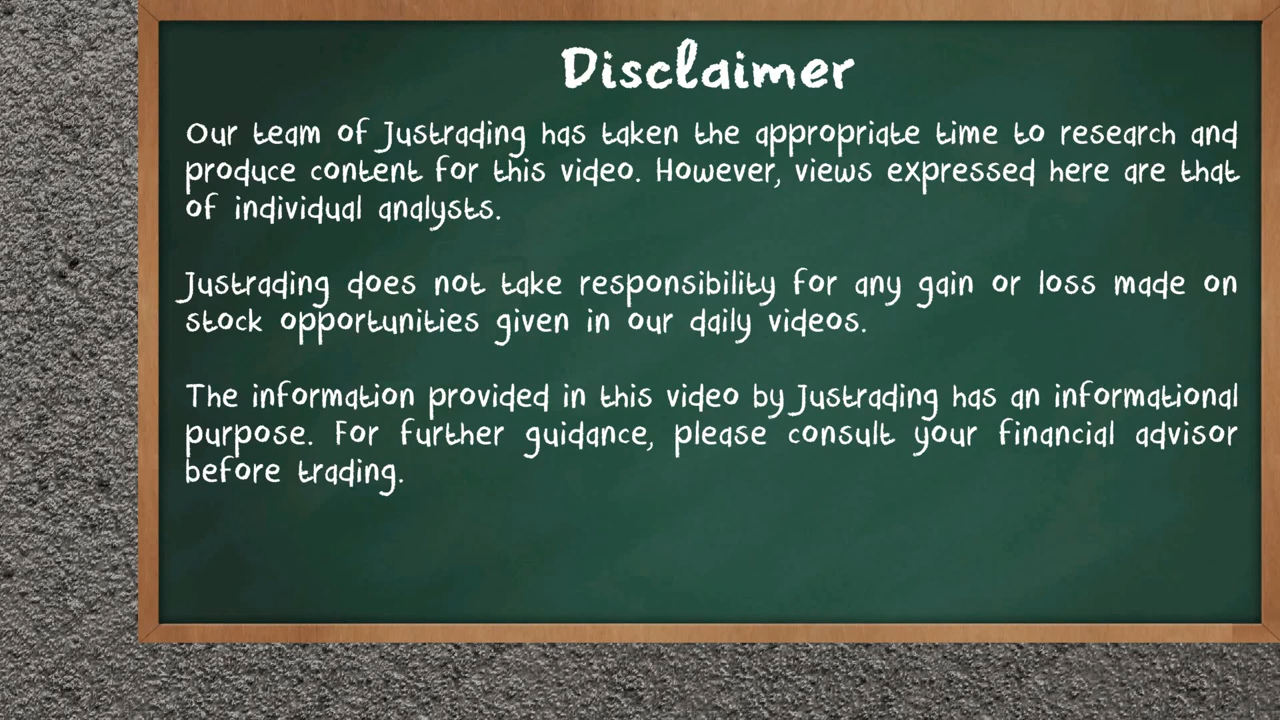 Disclaimer
Our team of Justrading has taken the appropriate time to research and
produce content for this video. However, views expressed here are that
of individual analysts.
Justrading does not take responsibility for any gain or loss made on
stock opportunities given in our daily videos.
The information provided in this video by Justrading has an informational
purpose. For further guidance, please consult your financial advisor
before trading.